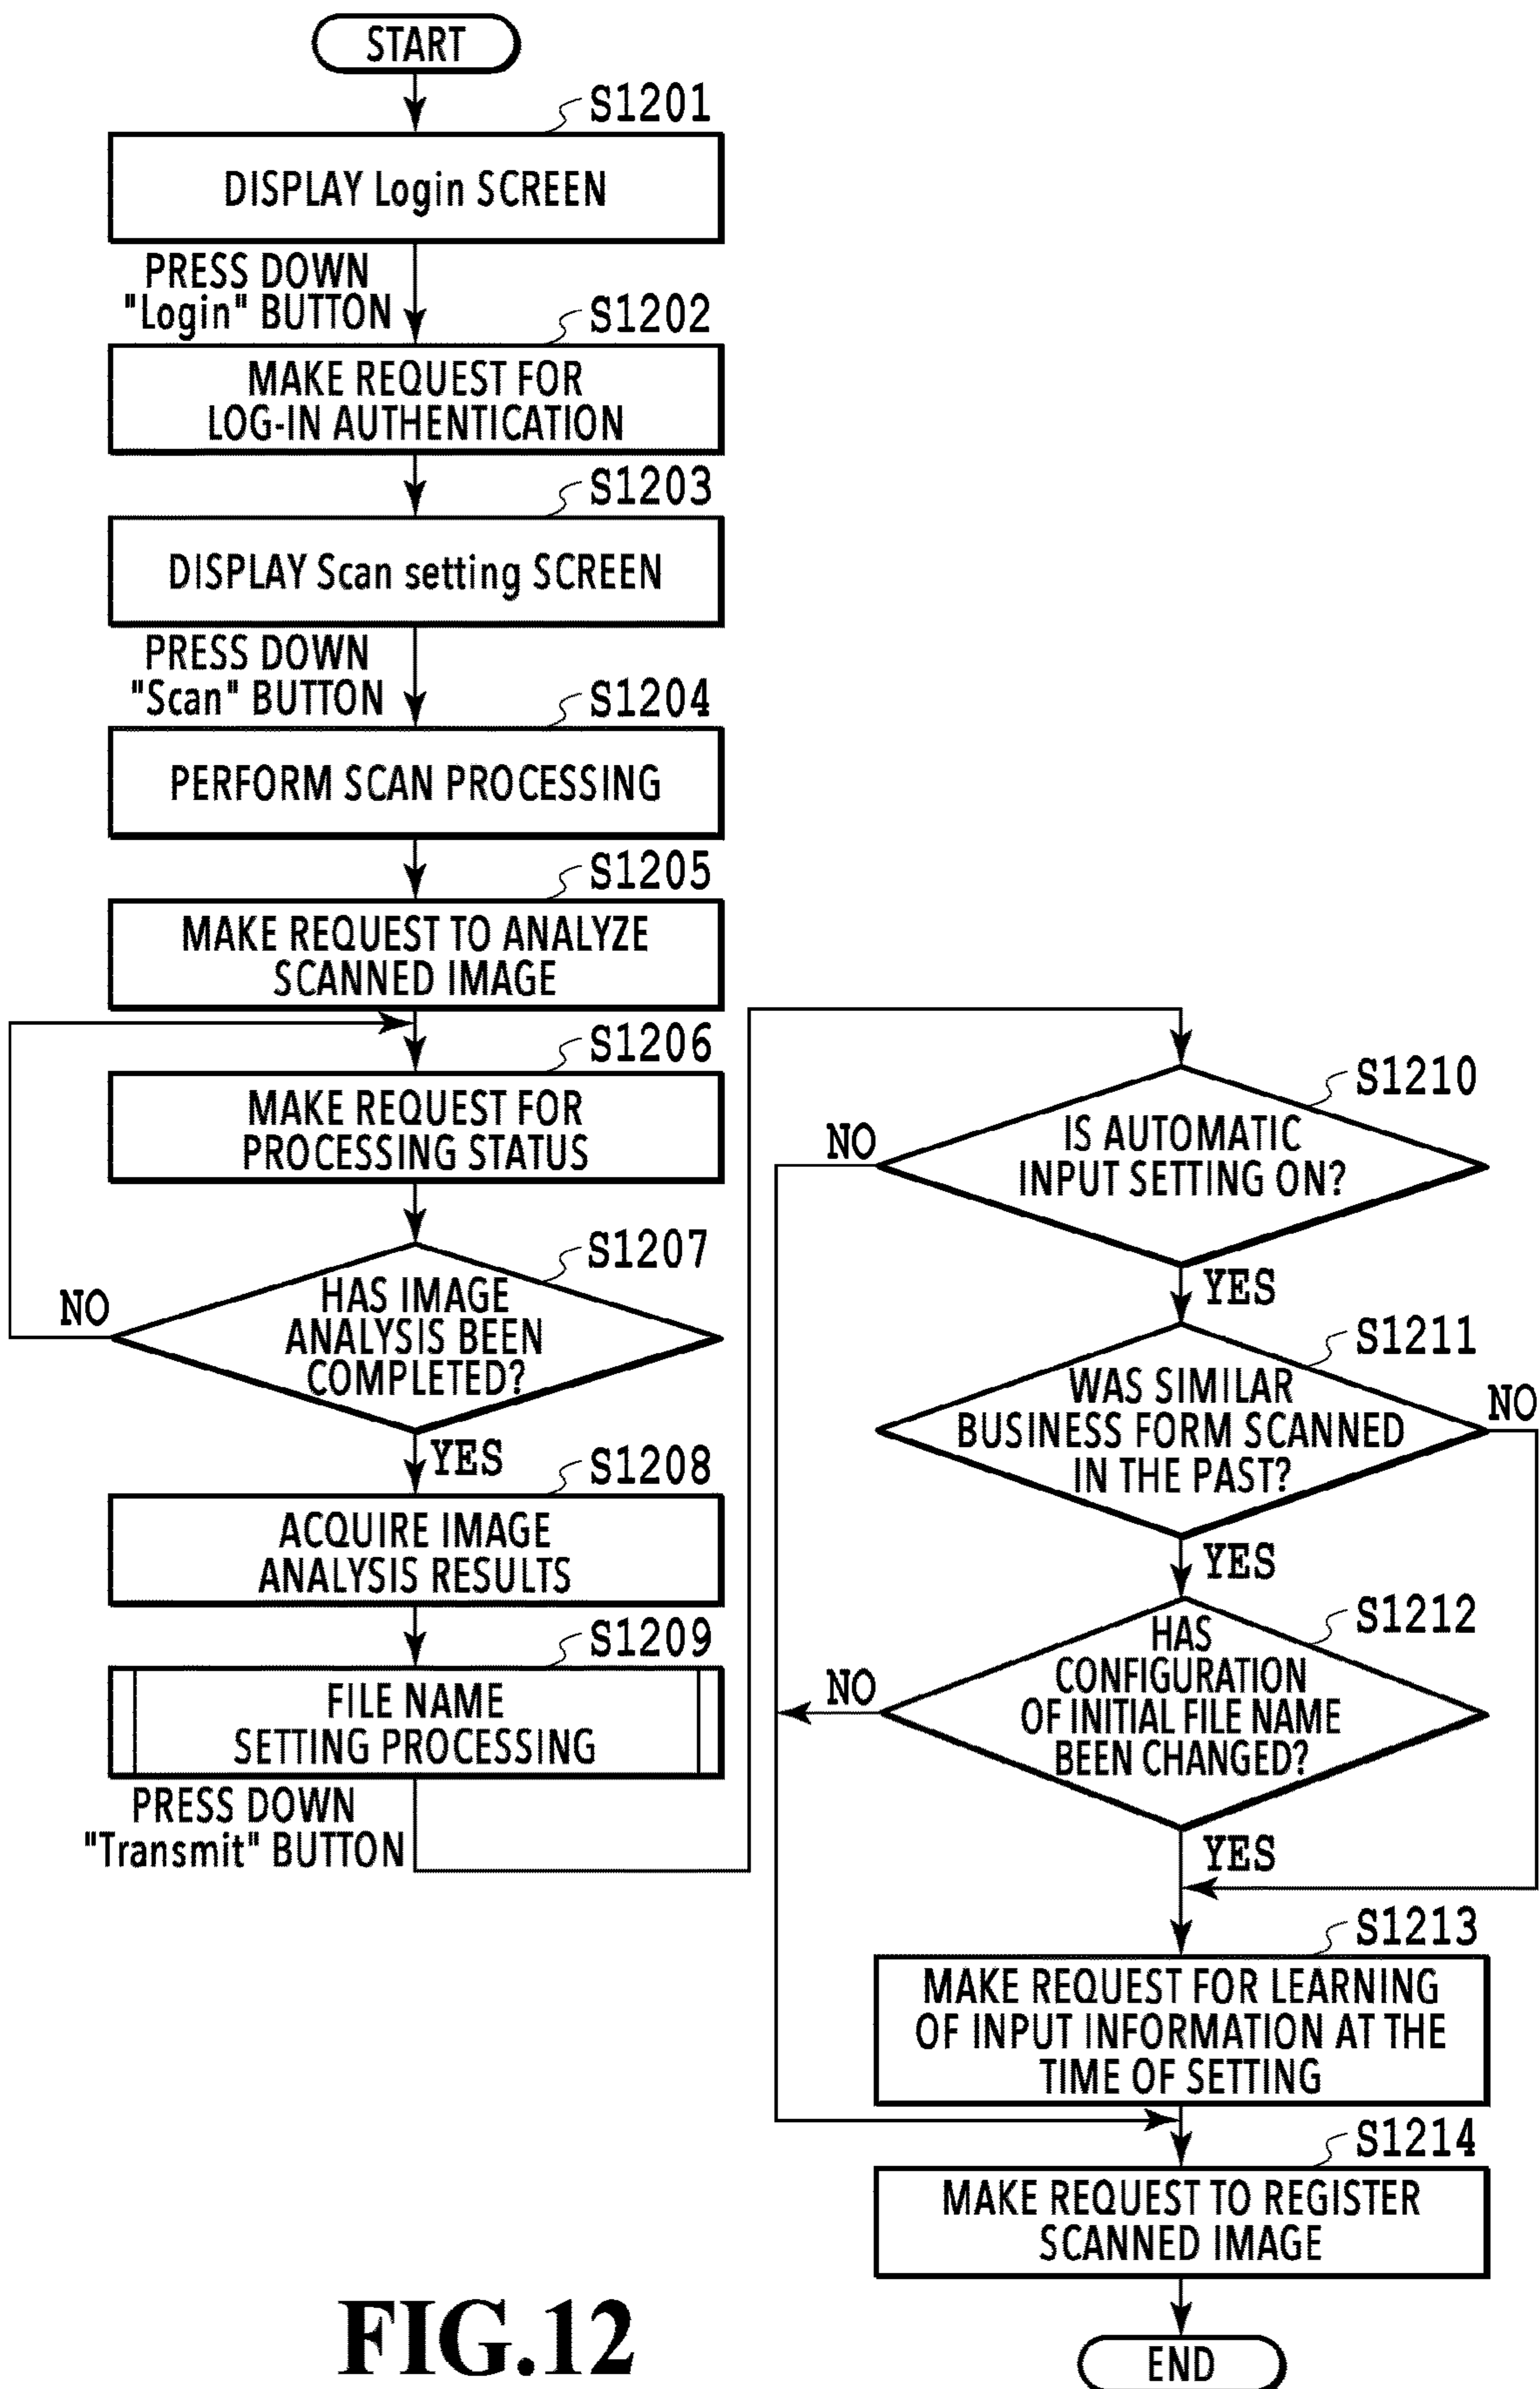 START
S1201
DISPLAY Login SCREEN
PRESS DOWN
"Login" BUTTON
S1202
MAKE REQUEST FOR
LOG-IN AUTHENTICATION
S1203
DISPLAY Scan setting SCREEN
PRESS DOWN
"Scan" BUTTON
S1204
PERFORM SCAN PROCESSING
S1205
MAKE REQUEST TO ANALYZE
SCANNED IMAGE
S1206
MAKE REQUEST FOR
PROCESSING STATUS
S1207
HAS IMAGE
ANALYSIS BEEN
COMPLETED?
NO
YES
S1208
ACQUIRE IMAGE
ANALYSIS RESULTS
S1209
FILE NAME
SETTING PROCESSING
PRESS DOWN
"Transmit" BUTTON
S1210
IS AUTOMATIC
INPUT SETTING ON?
NO
YES
S1211
WAS SIMILAR
BUSINESS FORM SCANNED
IN THE PAST?
NO
YES
S1212
HAS
CONFIGURATION
OF INITIAL FILE NAME
BEEN CHANGED?
NO
YES
S1213
MAKE REQUEST FOR LEARNING
OF INPUT INFORMATION AT THE
TIME OF SETTING
S1214
MAKE REQUEST TO REGISTER
SCANNED IMAGE
END
FIG.12